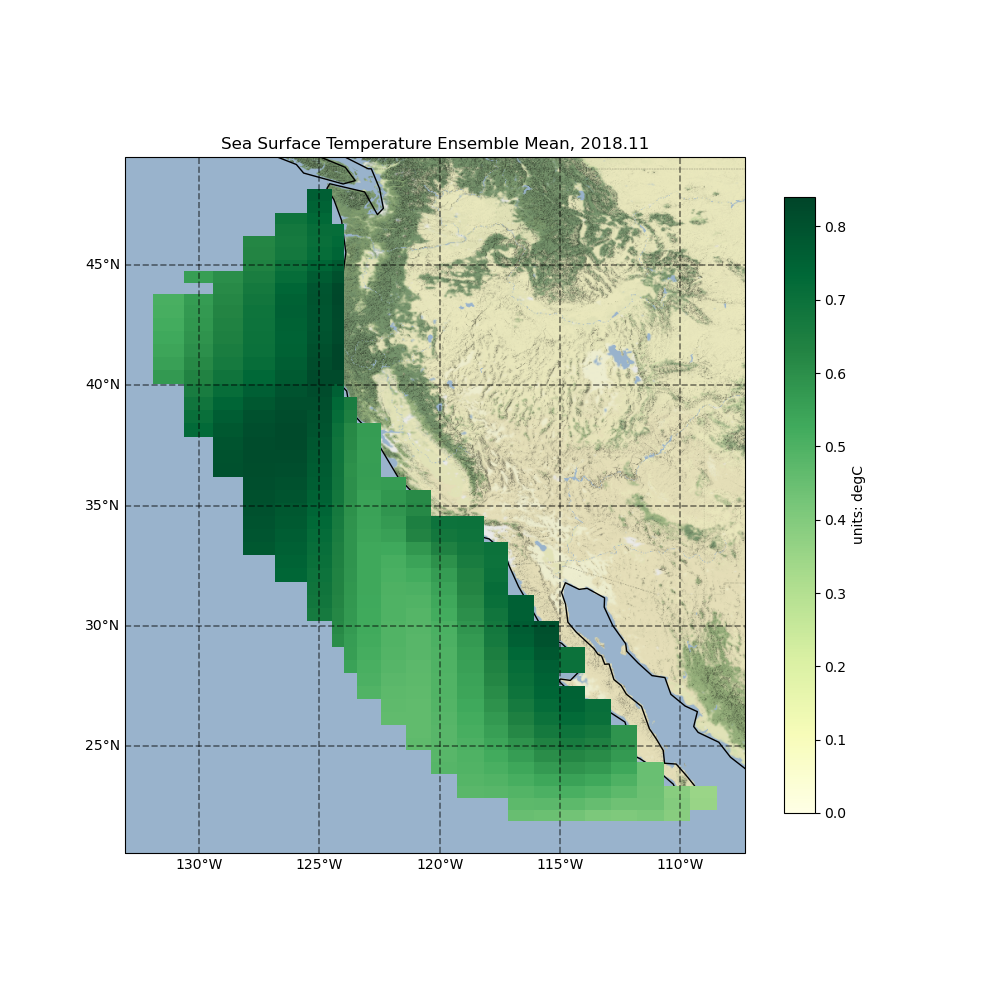 Sea Surface Temperature Ensemble Mean, 2018.11
45°N
40°N
35°N
30°N
25°N
130°W
125°W
120°W
115°W
110°W
0.8
0.7
0.6
0.5
0.4
0.3
0.2
0.1
0.0
units: degC